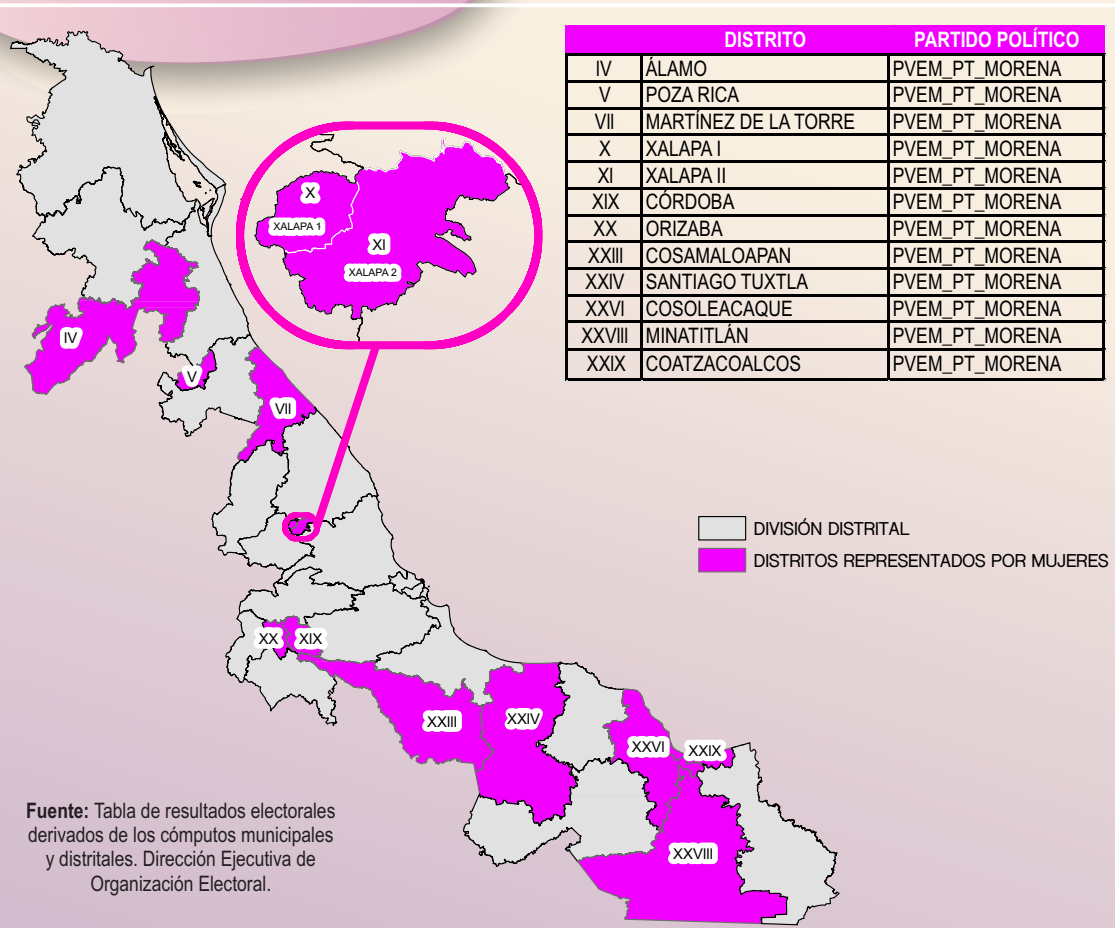 DISTRITO PARTIDO POLÍTICO
IV ÁLAMO PVEM_PT_MORENA
V POZA RICA PVEM_PT_MORENA
VII MARTÍNEZ DE LA TORRE PVEM_PT_MORENA
X XALAPA I PVEM_PT_MORENA
XI XALAPA II PVEM_PT_MORENA
XIX CÓRDOBA PVEM_PT_MORENA
XX ORIZABA PVEM_PT_MORENA
XXIII COSAMALOAPAN PVEM_PT_MORENA
XXIV SANTIAGO TUXTLA PVEM_PT_MORENA
XXVI COSOLEACAQUE PVEM_PT_MORENA
XXVIII MINATITLÁN PVEM_PT_MORENA
XXIX COATZACOALCOS PVEM_PT_MORENA
X
XALAPA 1
XI
XALAPA 2
IV
V
VII
DIVISIÓN DISTRITAL
DISTRITOS REPRESENTADOS POR MUJERES
XX
XIX
XXIII
XXIV
XXVI
XXIX
XXVIII
Fuente: Tabla de resultados electorales
derivados de los cómputos municipales
y distritales. Dirección Ejecutiva de
Organización Electoral.